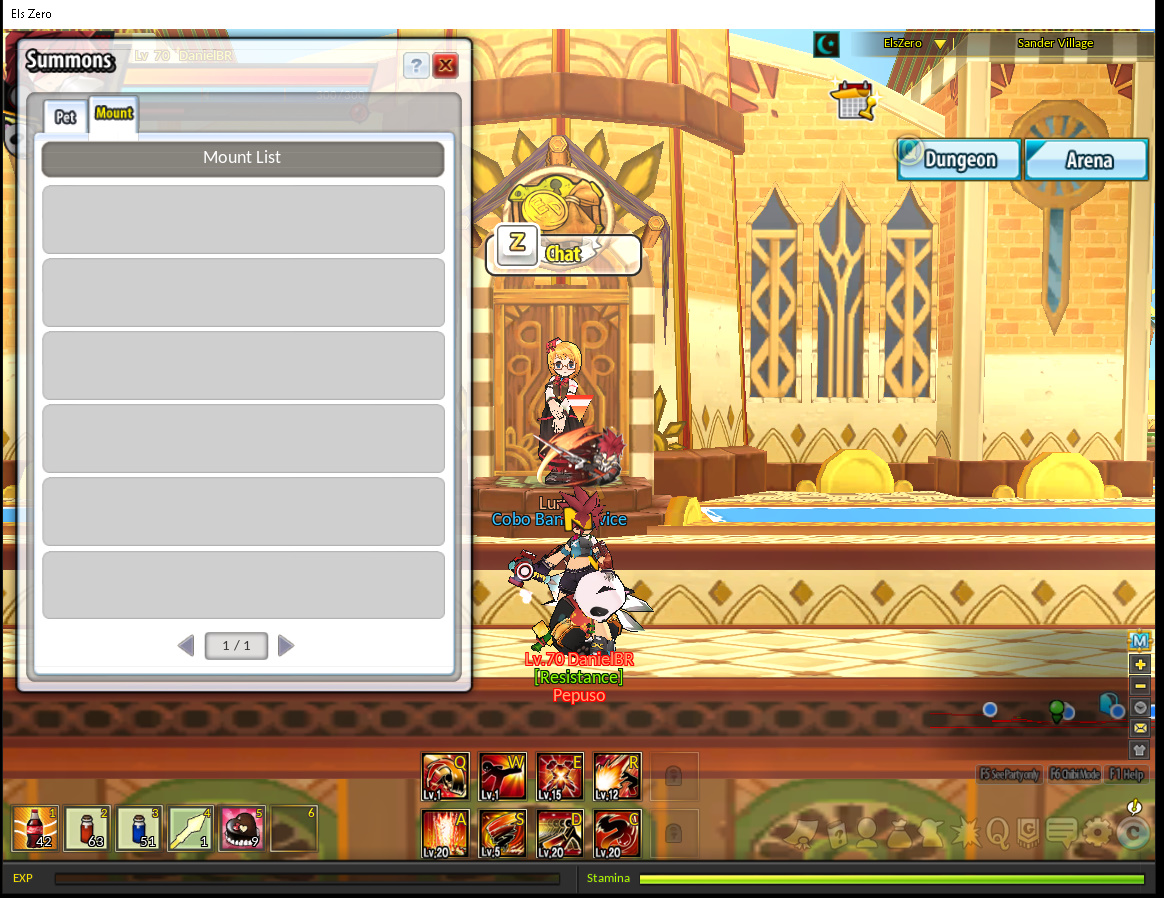 Els Zero
Summons
Lv 70 DanielBR
?
Pet
Mount
Mount List
1 / 1
ElsZero
Sander Village
Dungeon
Arena
Z
Chat
Cobo Ban
vice
Lv.70 DanielBR
[Resistance]
Pepuso
M
F5 See Party only
F6 Chibi Mode
F1 Help
Q
Lv,1
W
Lv,1
E
Lv,15
R
Lv,12
1
42
2
63
3
51
4
1
5
9
6
A
Lv,20
S
Lv,5
D
Lv,20
C
Lv,20
EXP
Stamina